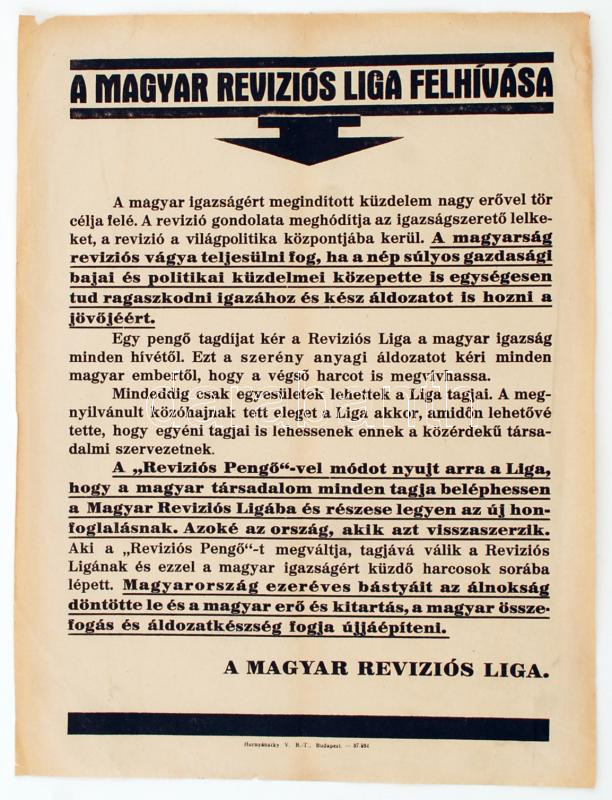 A MAGYAR REVIZIÓS LIGA FELHÍVÁSA
A magyar igazságért megindított küzdelem nagy erővel tör
célja felé. A revizió gondolata meghódítja az igazságszerető lelke-
ket, a revizió a világpolitika központjába kerül. A magyarság
reviziós vágya teljesülni fog, ha a nép súlyos gazdasági
bajai és politikai küzdelmei közepette is egységesen
tud ragaszkodni igazához és kész áldozatot is hozni a
jövőjéért.
Egy pengő tagdíjat kér a Reviziós Liga a magyar igazság
minden hívétől. Ezt a szerény anyagi áldozatot kéri minden
magyar embertől, hogy a végső harcot is megvívhassa.
Mindeddig csak egyesületek lehettek a Liga tagjai. A meg-
nyilvánult közóhajnak tett eleget a Liga akkor, amidőn lehetővé
tette, hogy egyéni tagjai is lehessenek ennek a közérdekű társa-
dalmi szervezetnek.
A „Reviziós Pengő“-vel módot nyujt arra a Liga,
hogy a magyar társadalom minden tagja beléphessen
a Magyar Reviziós Ligába és részese legyen az új hon-
foglalásnak. Azoké az ország, akik azt visszaszerzik.
Aki a „Reviziós Pengő“-t megváltja, tagjává válik a Reviziós
Ligának és ezzel a magyar igazságért küzdő harcosok sorába
lépett. Magyarország ezeréves bástyáit az álnokság
döntötte le és a magyar erő és kitartás, a magyar össze-
fogás és áldozatkészség fogja újjáépíteni.
A MAGYAR REVIZIÓS LIGA.
Hornyánszky V. R.-T., Budapest. —